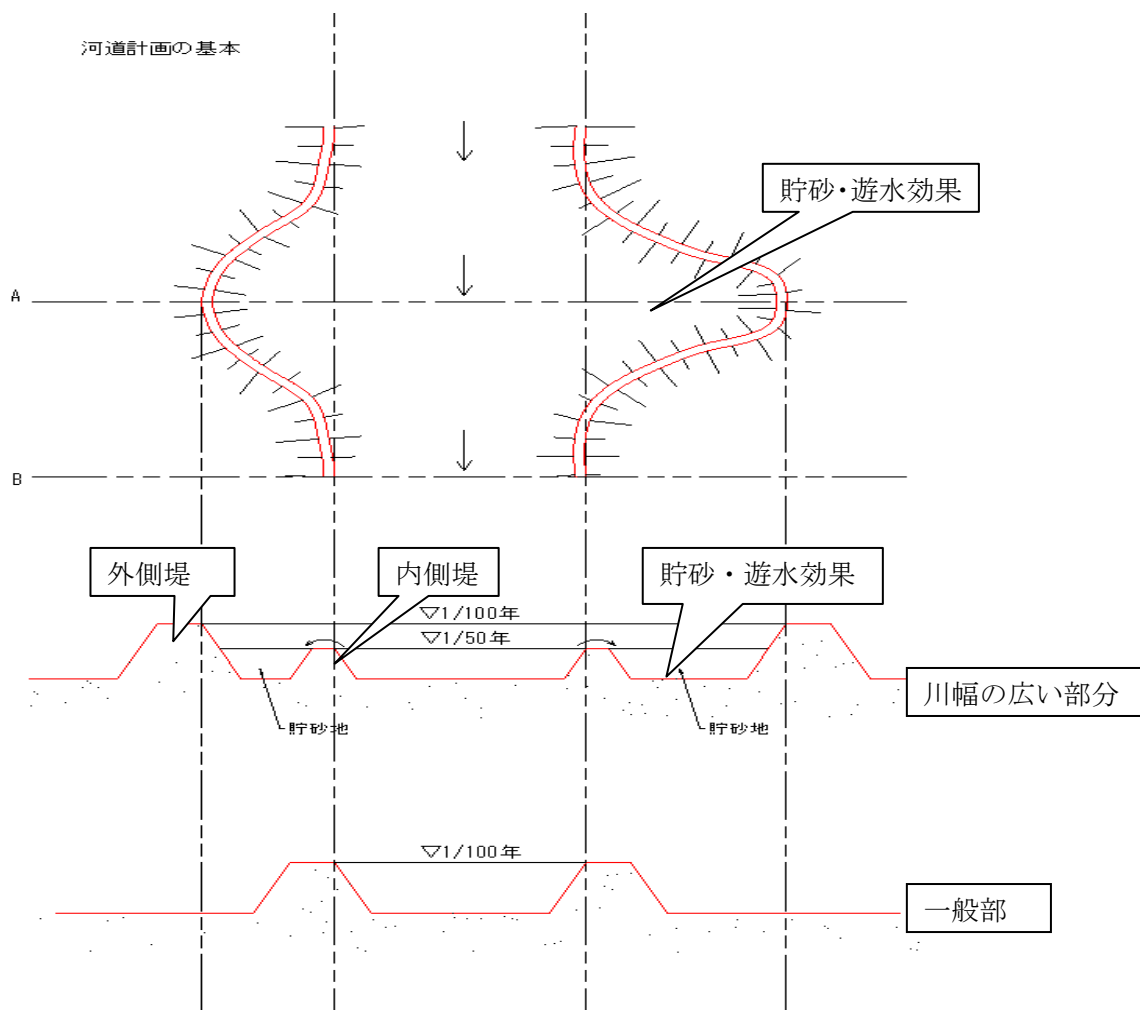 河道計画の基本
貯砂・遊水効果
A
B
外側堤
内側堤
貯砂・遊水効果
▽1/100年
▽1/50年
川幅の広い部分
貯砂地
貯砂地
▽1/100年
一般部